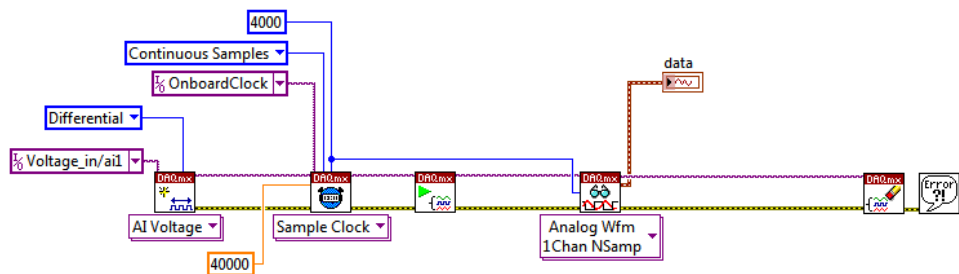 4000
Continuous Samples
I/O OnboardClock
data
Differential
I/O Voltage_in/ai1
DAQmx
DAQmx
DAQmx
DAQmx
DAQmx
Error
?!
AI Voltage
Sample Clock
Analog Wfm
1Chan NSamp
40000